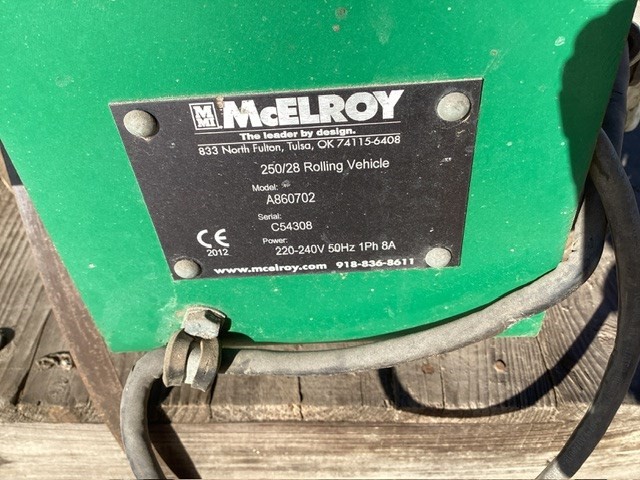 MM McELROY
The leader by design.
833 North Fulton, Tulsa, OK 74115-6408
250/28 Rolling Vehicle
Model:
A860702
Serial:
C54308
Power:
220-240V 50Hz 1Ph 8A
CE
2012
www.mcelroy.com 918-836-8611